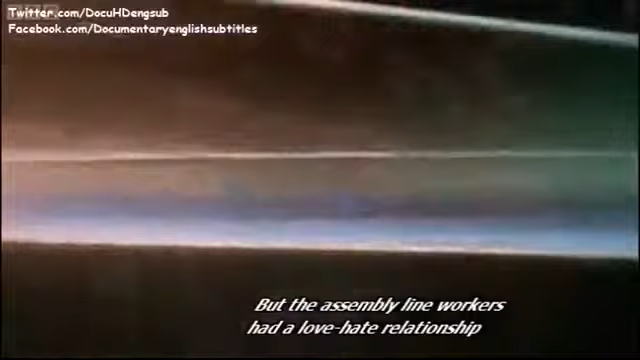 Twitter.com/DocuHDengsub
Facebook.com/Documentaryenglishsubtitles
But the assembly line workers
had a love-hate relationship